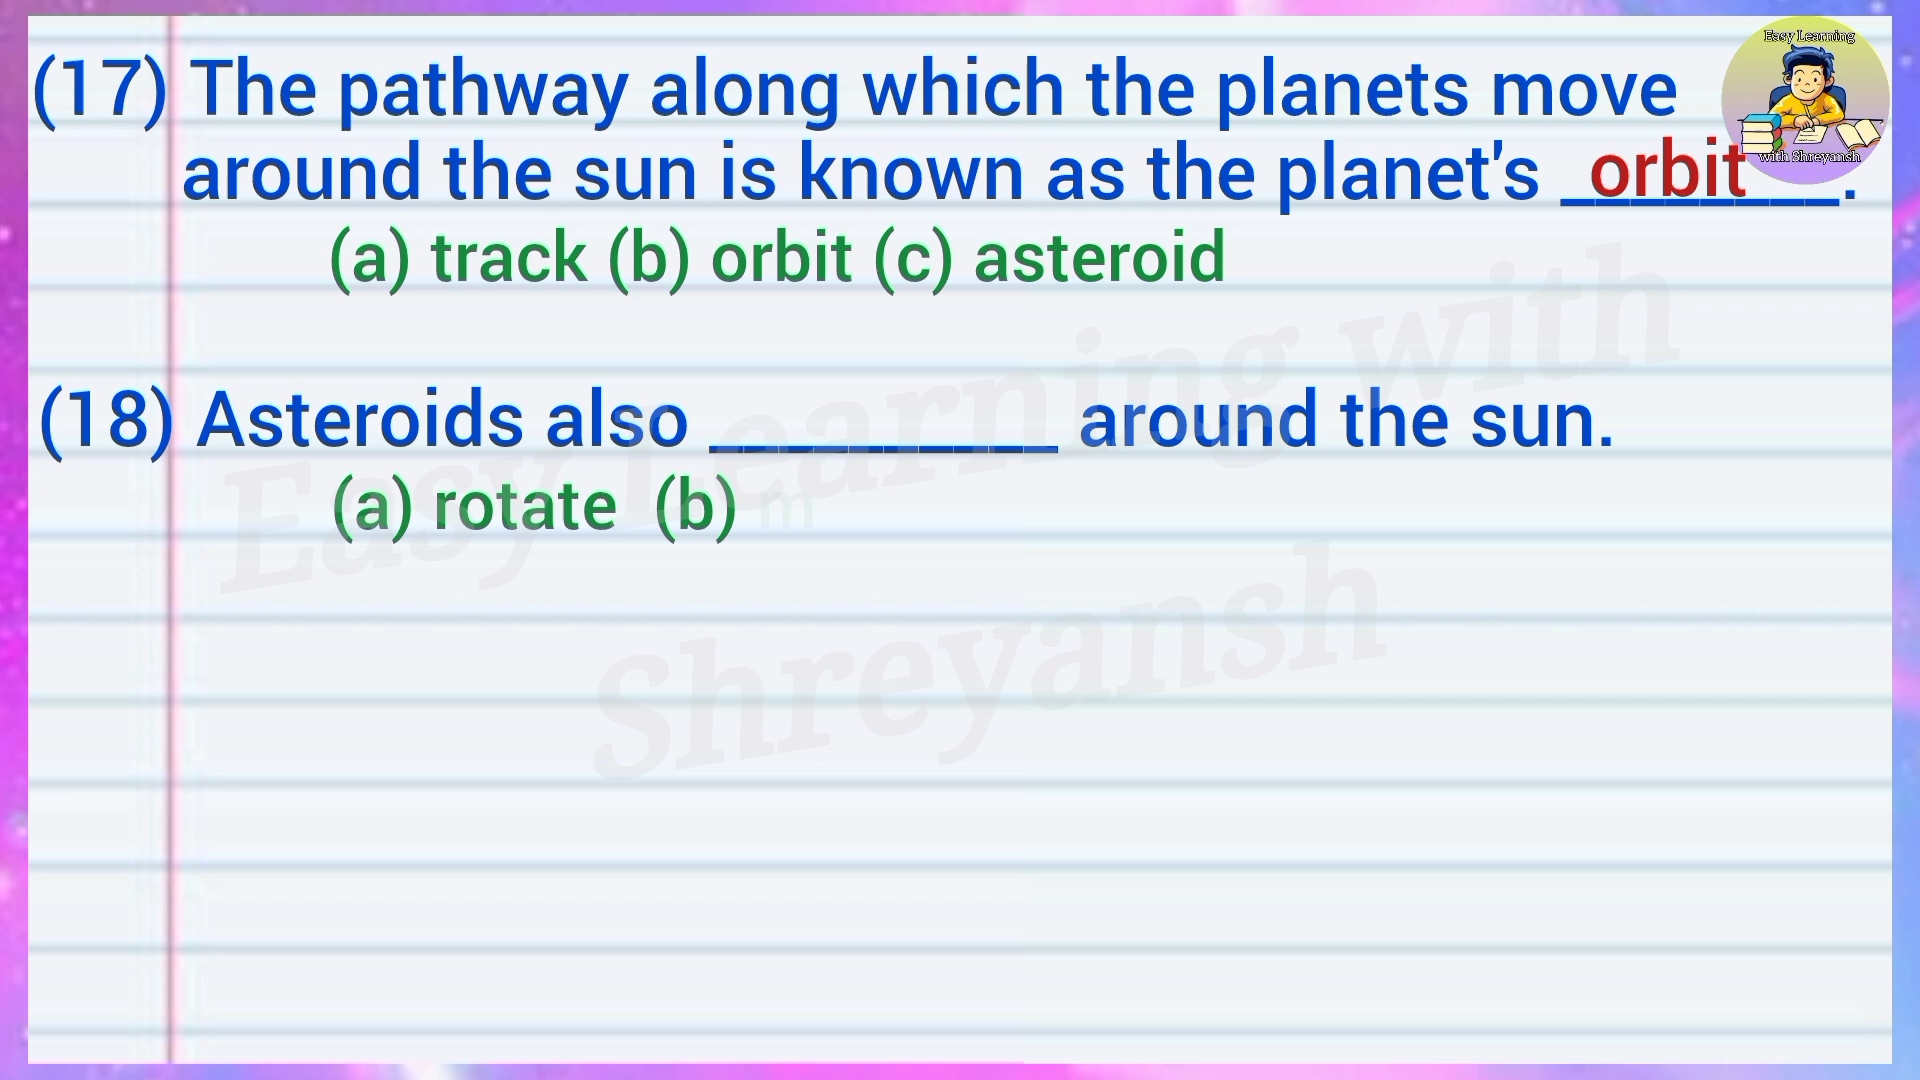 (17) The pathway along which the planets move
around the sun is known as the planet's orbit.
(a) track (b) orbit (c) asteroid
(18) Asteroids also __________ around the sun.
(a) rotate (b) m
Easy Learning
with Shreyansh
Easy Learning with
Shreyansh